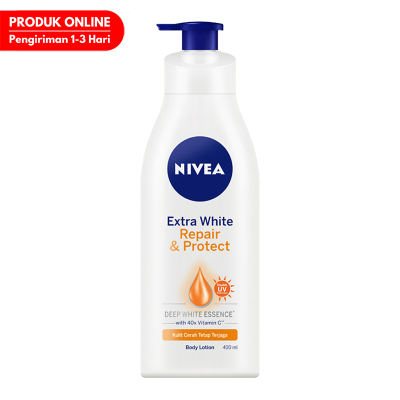 PRODUK ONLINE
Pengiriman 1-3 Hari
NIVEA
Extra White
Repair
& Protect
UV
DEEP WHITE ESSENCE™
with 40x Vitamin C**
Kulit Cerah Tetap Terjaga
Body Lotion 400 ml